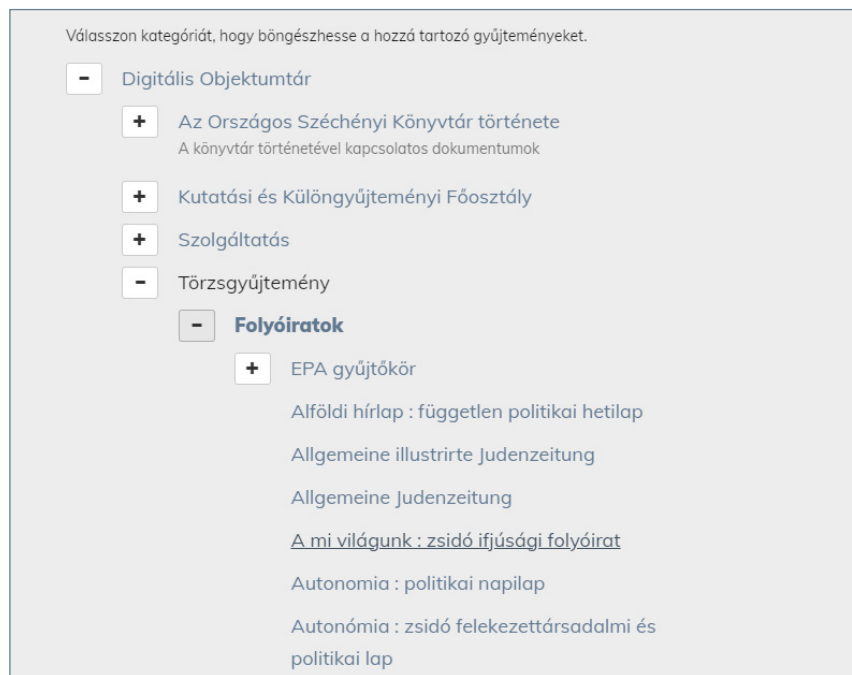 Válasszon kategóriát, hogy böngészhesse a hozzá tartozó gyűjteményeket.
Digitális Objektumtár
Az Országos Széchényi Könyvtár története
A könyvtár történetével kapcsolatos dokumentumok
Kutatási és Különgyűjteményi Főosztály
Szolgáltatás
Törzsgyűjtemény
Folyóiratok
EPA gyűjtőkör
Alföldi hírlap : független politikai hetilap
Allgemeine illustrirte Judenzeitung
Allgemeine Judenzeitung
A mi világunk : zsidó ifjúsági folyóirat
Autonomia : politikai napilap
Autonómia : zsidó felekezettársadalmi és
politikai lap